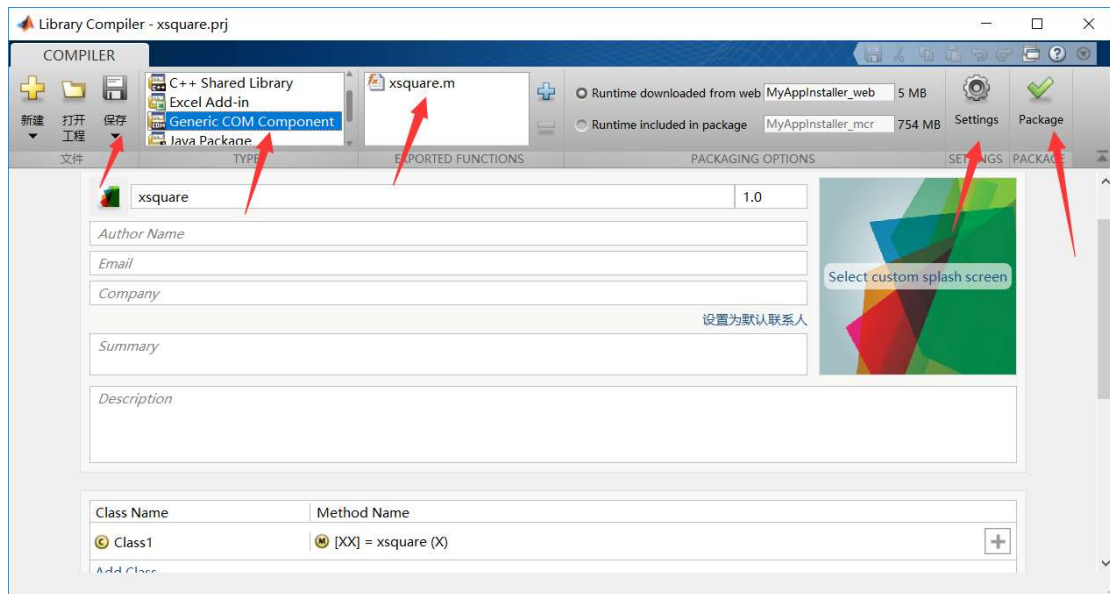 Library Compiler - xsquare.prj
COMPILER
新建
打开
工程
保存
文件
C++ Shared Library
Excel Add-in
Generic COM Component
Java Package
TYPE
xsquare.m
EXPORTED FUNCTIONS
Runtime downloaded from web MyAppInstaller_web 5 MB
Runtime included in package MyAppInstaller_mcr 754 MB
PACKAGING OPTIONS
Settings
SETTINGS
Package
PACKAGE
xsquare 1.0
Author Name
Email
Company
设置为默认联系人
Summary
Description
Select custom splash screen
Class Name Method Name
Class1 [XX] = xsquare (X)
Add Class